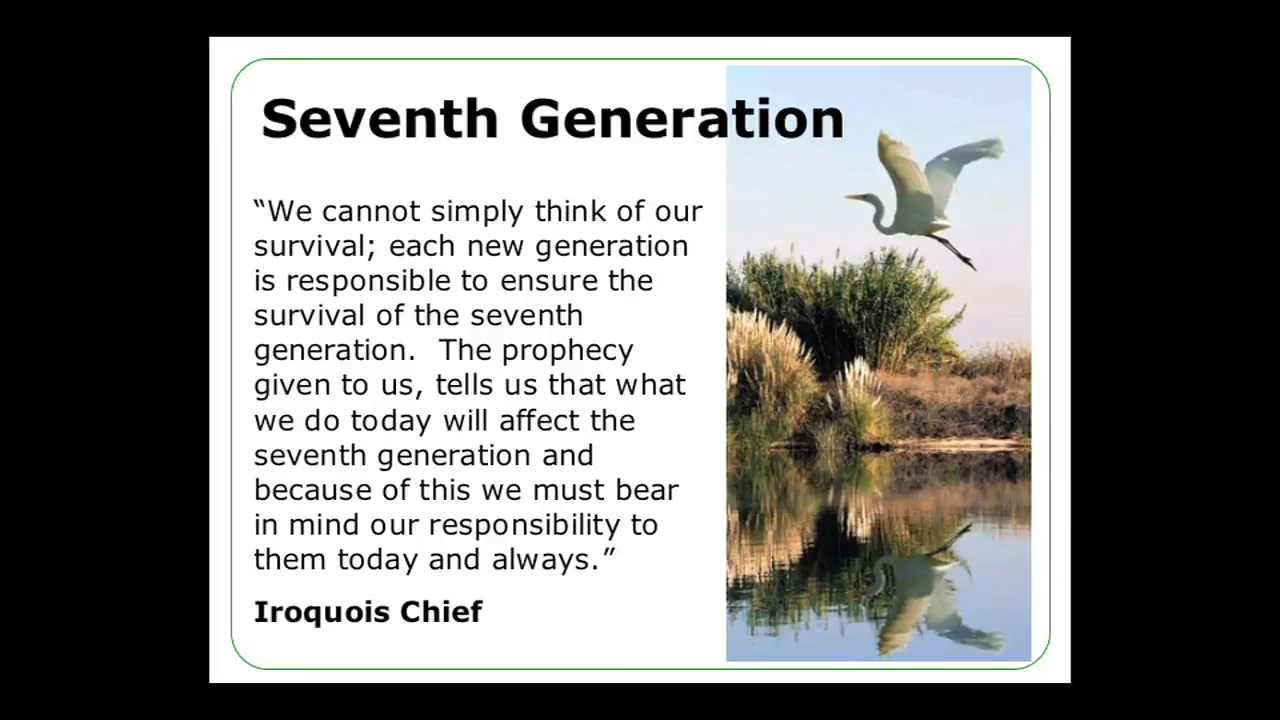 Seventh Generation
“We cannot simply think of our
survival; each new generation
is responsible to ensure the
survival of the seventh
generation.  The prophecy
given to us, tells us that what
we do today will affect the
seventh generation and
because of this we must bear
in mind our responsibility to
them today and always.”
Iroquois Chief